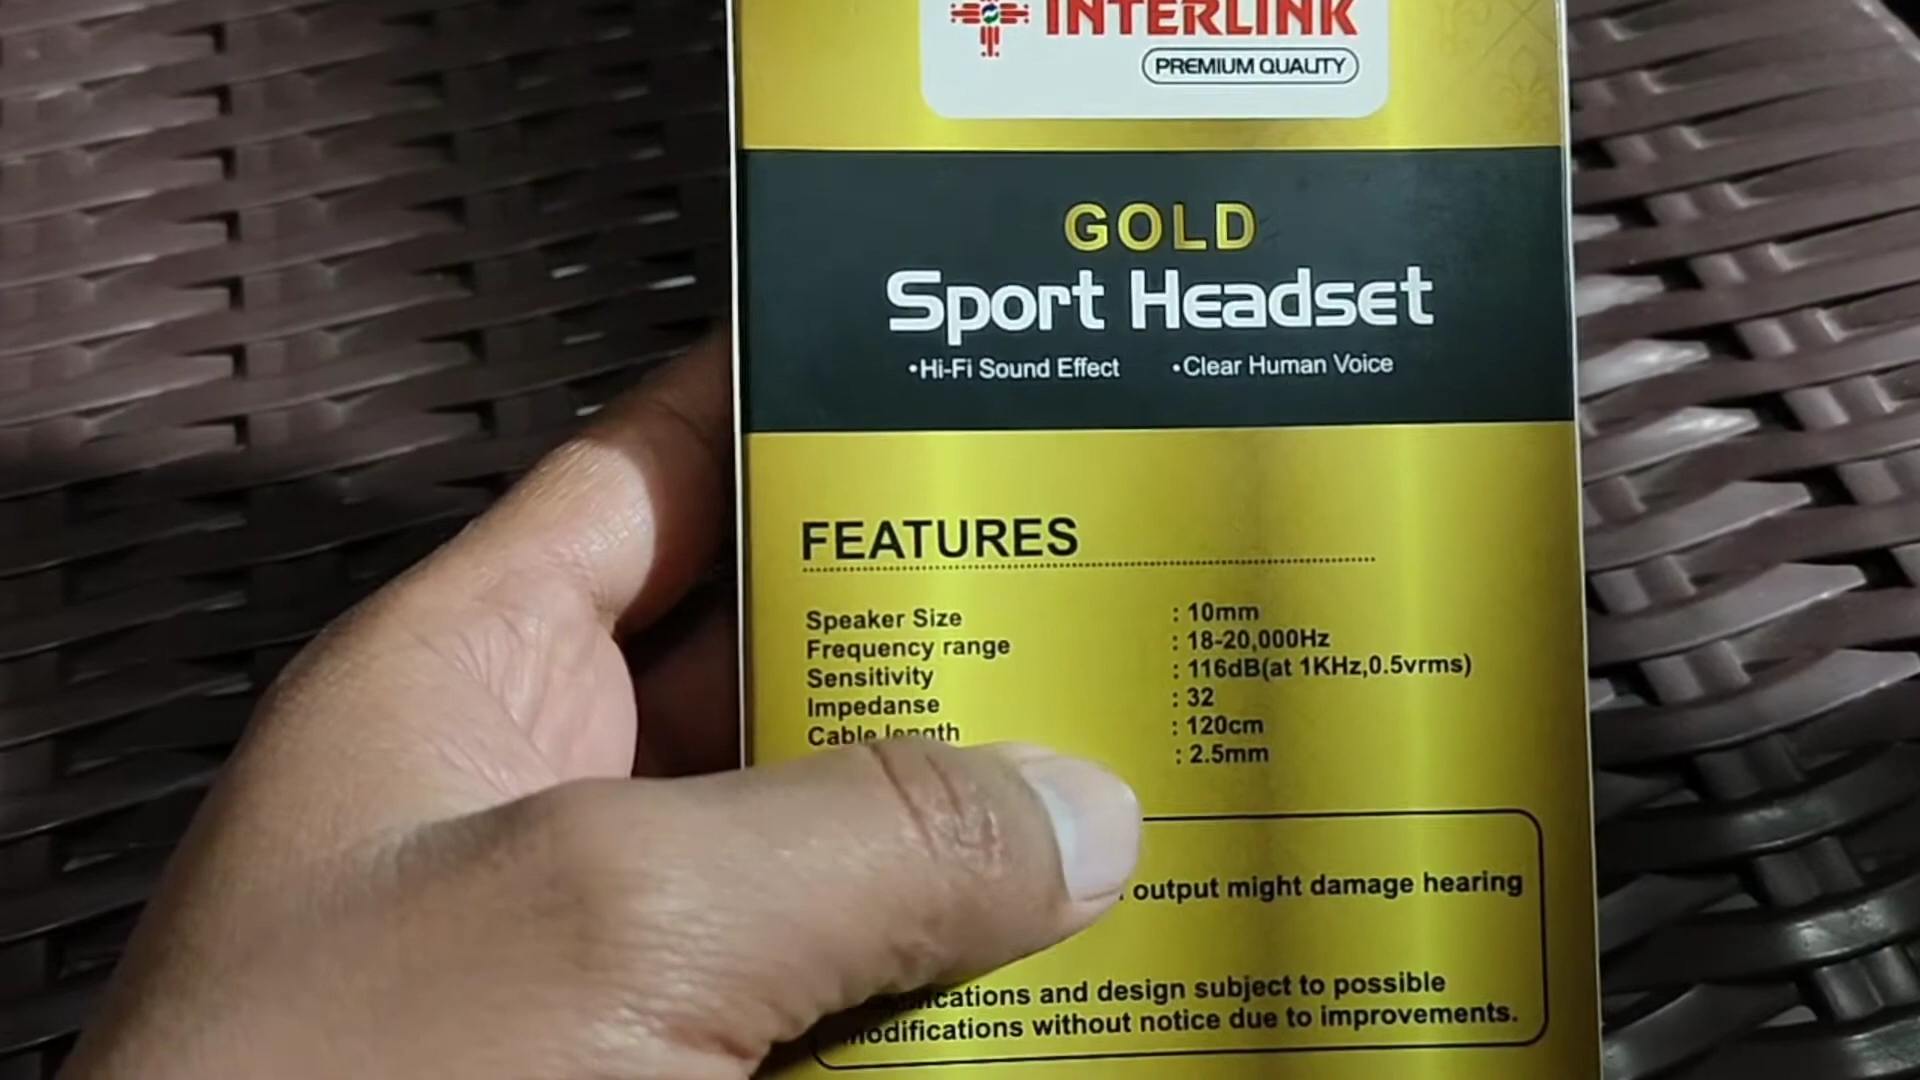 INTERLINK
PREMIUM QUALITY
GOLD
Sport Headset
•Hi-Fi Sound Effect •Clear Human Voice
FEATURES
Speaker Size : 10mm
Frequency range : 18-20,000Hz
Sensitivity : 116dB(at 1KHz,0.5vrms)
Impedanse : 32
Cable length : 120cm
: 2.5mm
output might damage hearing
and design subject to possible
modifications without notice due to improvements.